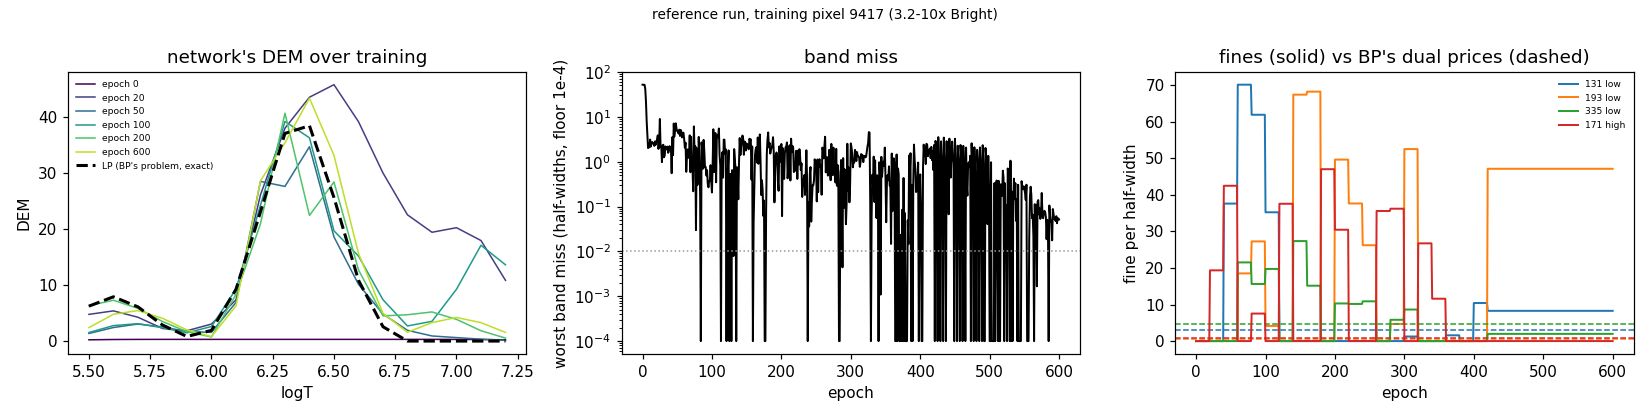 reference run, training pixel 9417 (3.2-10x Bright)
network's DEM over training
DEM
40
30
20
10
0
epoch 0
epoch 20
epoch 50
epoch 100
epoch 200
epoch 600
LP (BP's problem, exact)
5.50 5.75 6.00 6.25 6.50 6.75 7.00 7.25
logT
band miss
worst band miss (half-widths, floor 1e-4)
10²
10¹
10⁰
10⁻¹
10⁻²
10⁻³
10⁻⁴
0 100 200 300 400 500 600
epoch
fines (solid) vs BP's dual prices (dashed)
fine per half-width
70
60
50
40
30
20
10
0
131 low
193 low
335 low
171 high
0 100 200 300 400 500 600
epoch